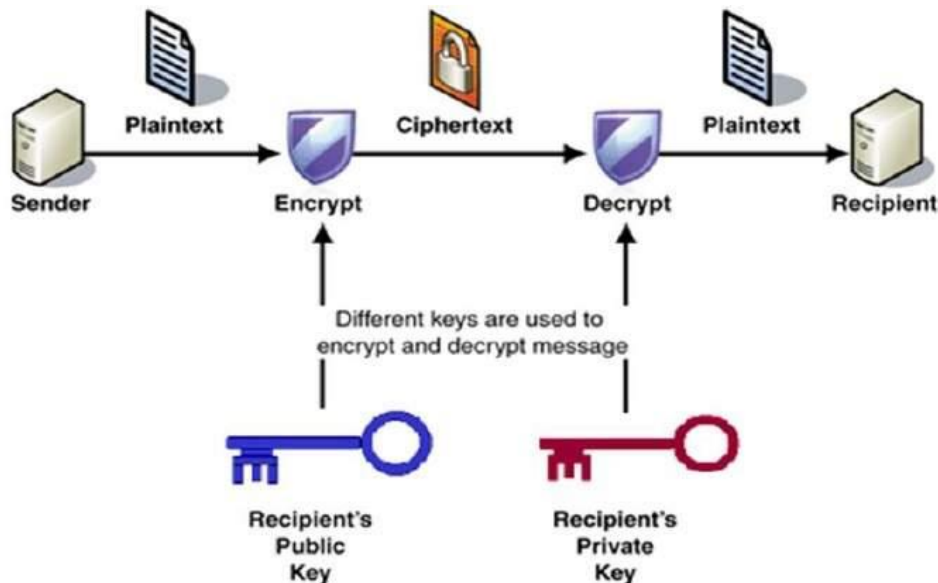 Plaintext
Ciphertext
Plaintext
Sender
Encrypt
Decrypt
Recipient
Different keys are used to
encrypt and decrypt message
Recipient's
Public
Key
Recipient's
Private
Key